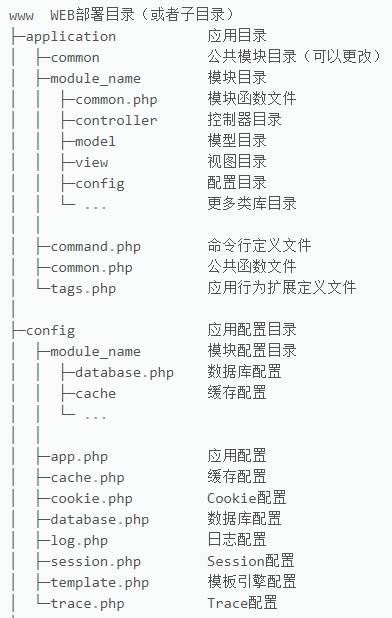 www  WEB部署目录（或者子目录）
├─application           应用目录
│  ├─common             公共模块目录（可以更改）
│  ├─module_name        模块目录
│  │  ├─common.php      模块函数文件
│  │  ├─controller      控制器目录
│  │  ├─model           模型目录
│  │  ├─view            视图目录
│  │  ├─config          配置目录
│  │  └─ ...            更多类库目录
│  │
│  ├─command.php        命令行定义文件
│  ├─common.php         公共函数文件
│  └─tags.php           应用行为扩展定义文件
│
├─config                应用配置目录
│  ├─module_name        模块配置目录
│  │  ├─database.php    数据库配置
│  │  ├─cache           缓存配置
│  │  └─ ...
│  │
│  ├─app.php            应用配置
│  ├─cache.php          缓存配置
│  ├─cookie.php         Cookie配置
│  ├─database.php       数据库配置
│  ├─log.php            日志配置
│  ├─session.php        Session配置
│  ├─template.php       模板引擎配置
│  └─trace.php          Trace配置